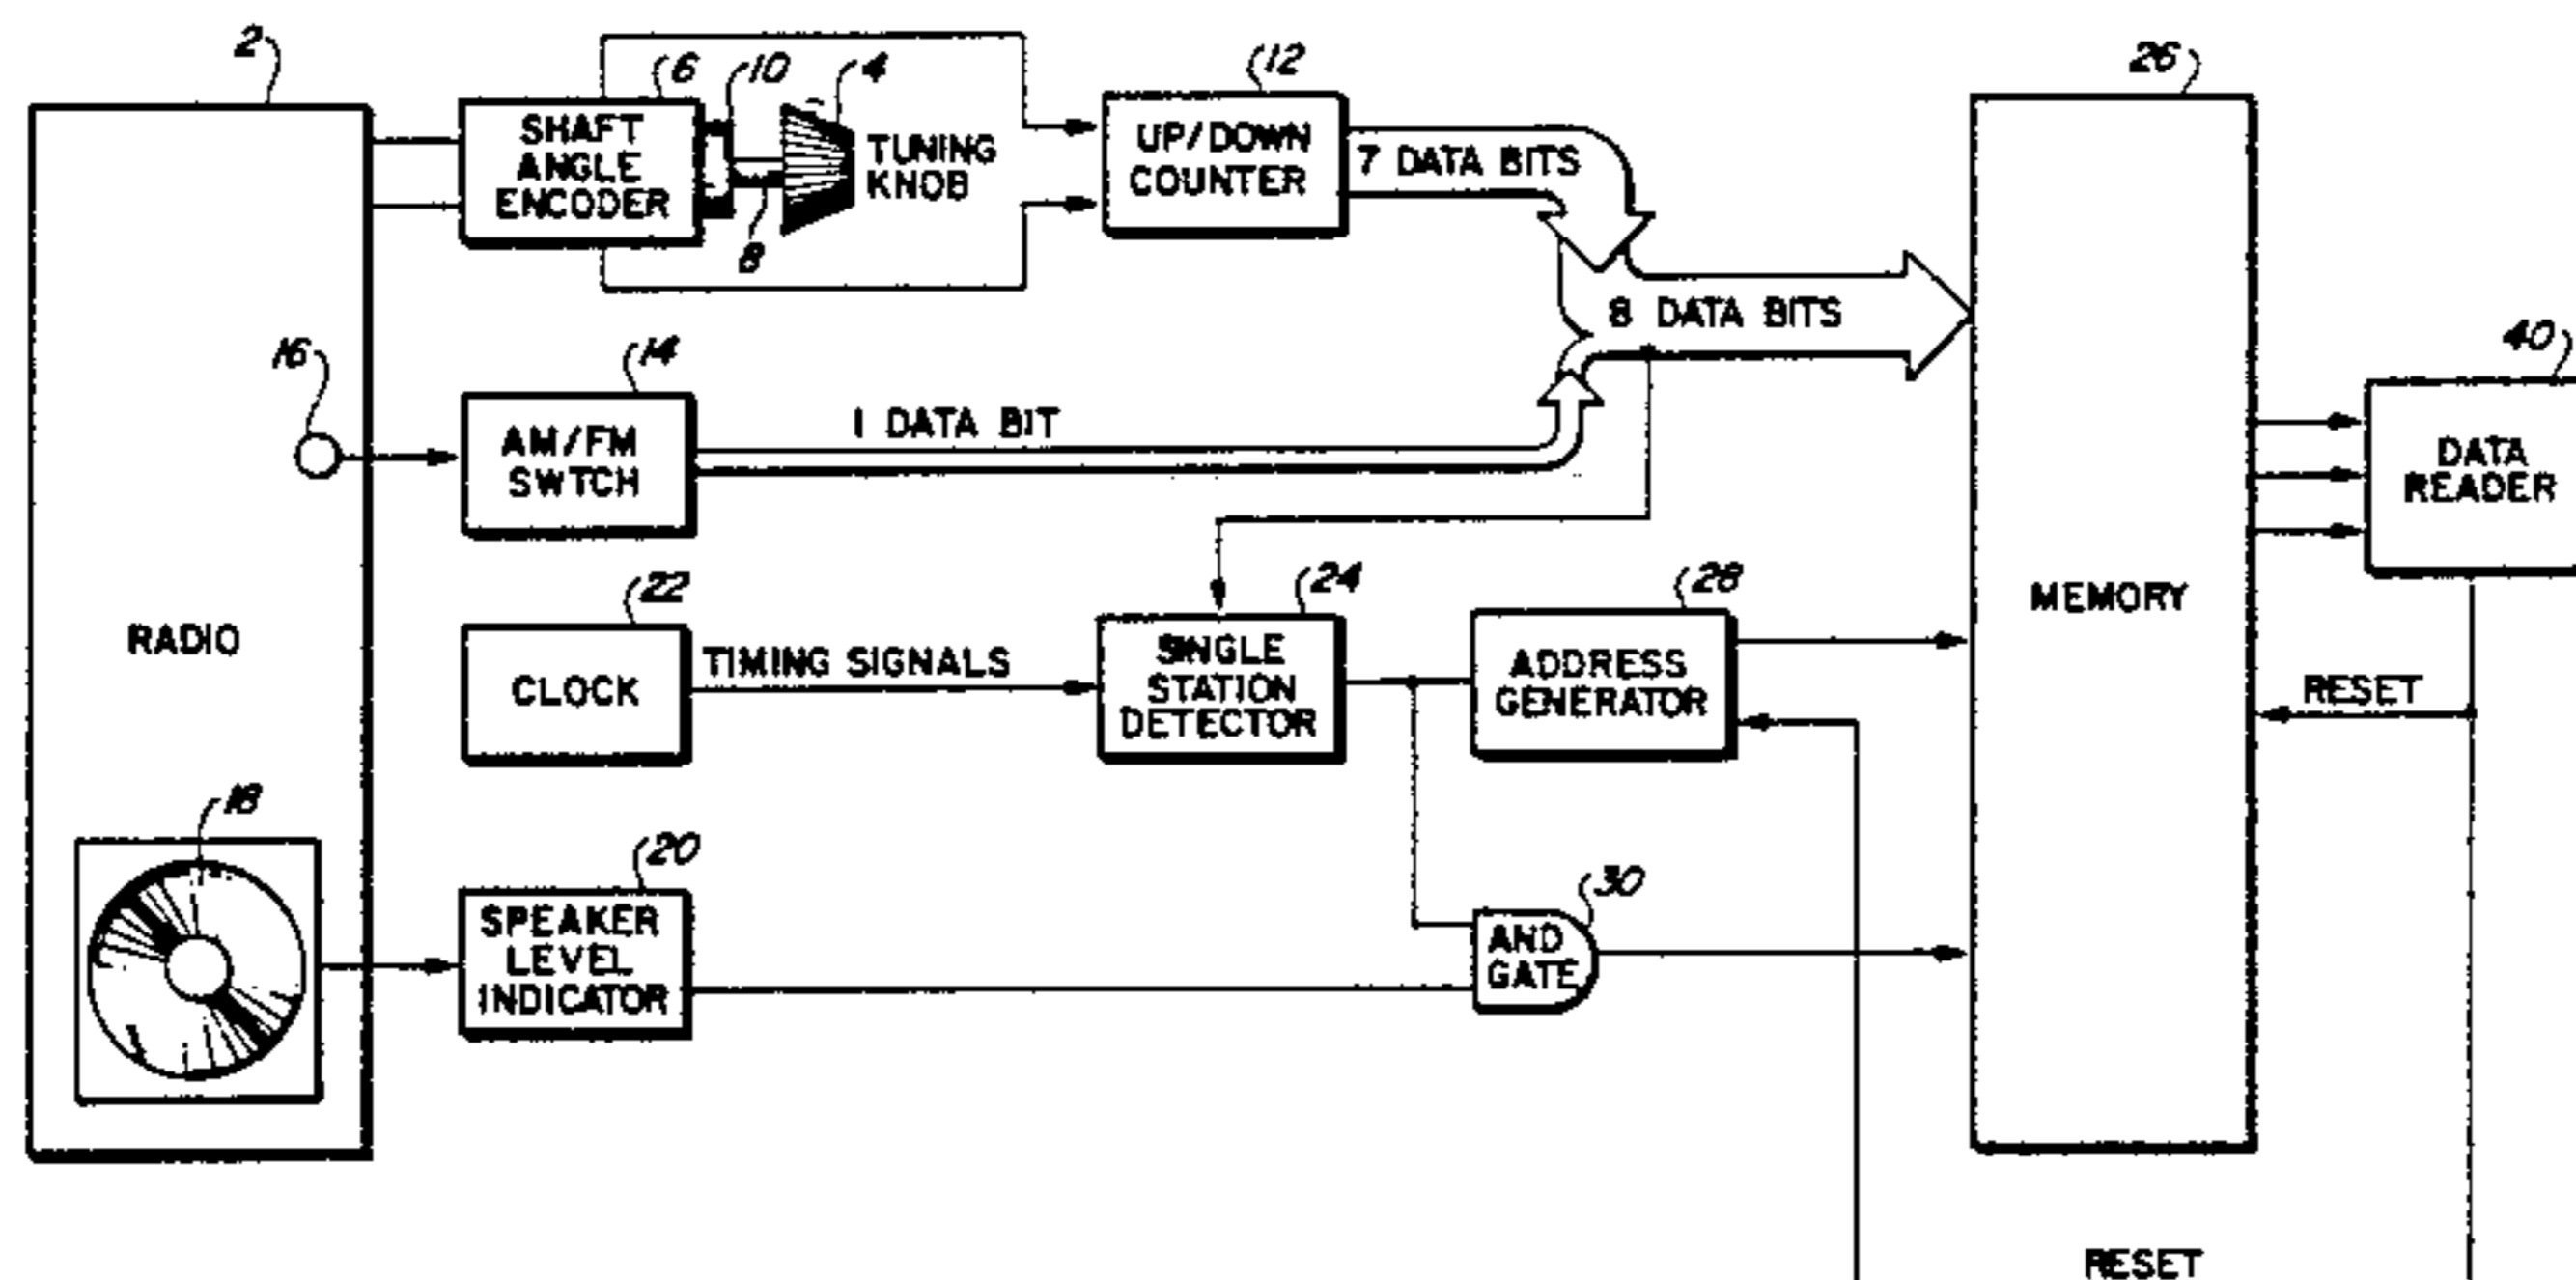 2
6
10
4
12
26
SHAFT
ANGLE
ENCODER
TUNING
KNOB
8
UP/DOWN
COUNTER
7 DATA BITS
8 DATA BITS
16
14
AM/FM
SWTCH
1 DATA BIT
40
DATA
READER
22
CLOCK
TIMING SIGNALS
24
SINGLE
STATION
DETECTOR
28
ADDRESS
GENERATOR
MEMORY
RADIO
RESET
18
20
SPEAKER
LEVEL
INDICATOR
30
AND
GATE
RESET